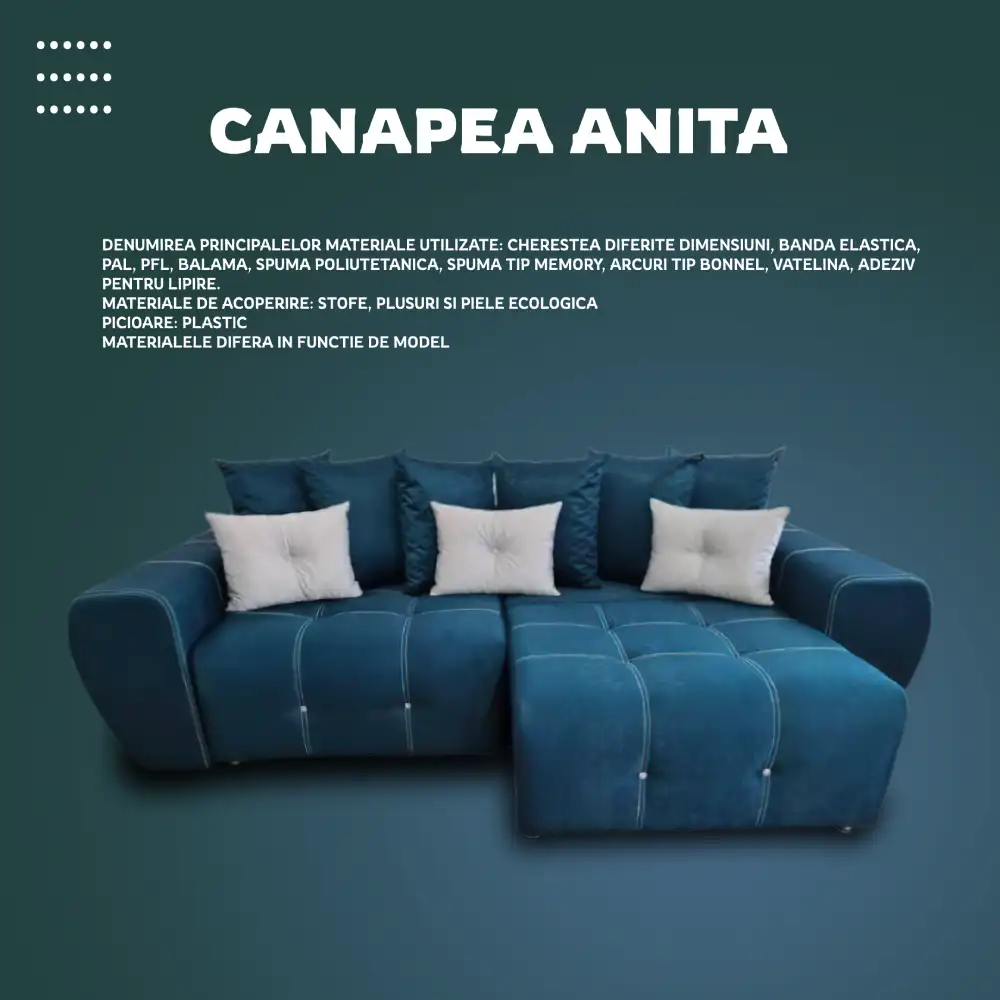 CANAPEA ANITA
DENUMIREA PRINCIPALELOR MATERIALE UTILIZATE: CHERESTEA DIFERITE DIMENSIUNI, BANDA ELASTICA,
PAL, PFL, BALAMA, SPUMA POLIUTETANICA, SPUMA TIP MEMORY, ARCURI TIP BONNEL, VATELINA, ADEZIV
PENTRU LIPIRE.
MATERIALE DE ACOPERIRE: STOFE, PLUSURI SI PIELE ECOLOGICA
PICIOARE: PLASTIC
MATERIALELE DIFERA IN FUNCTIE DE MODEL